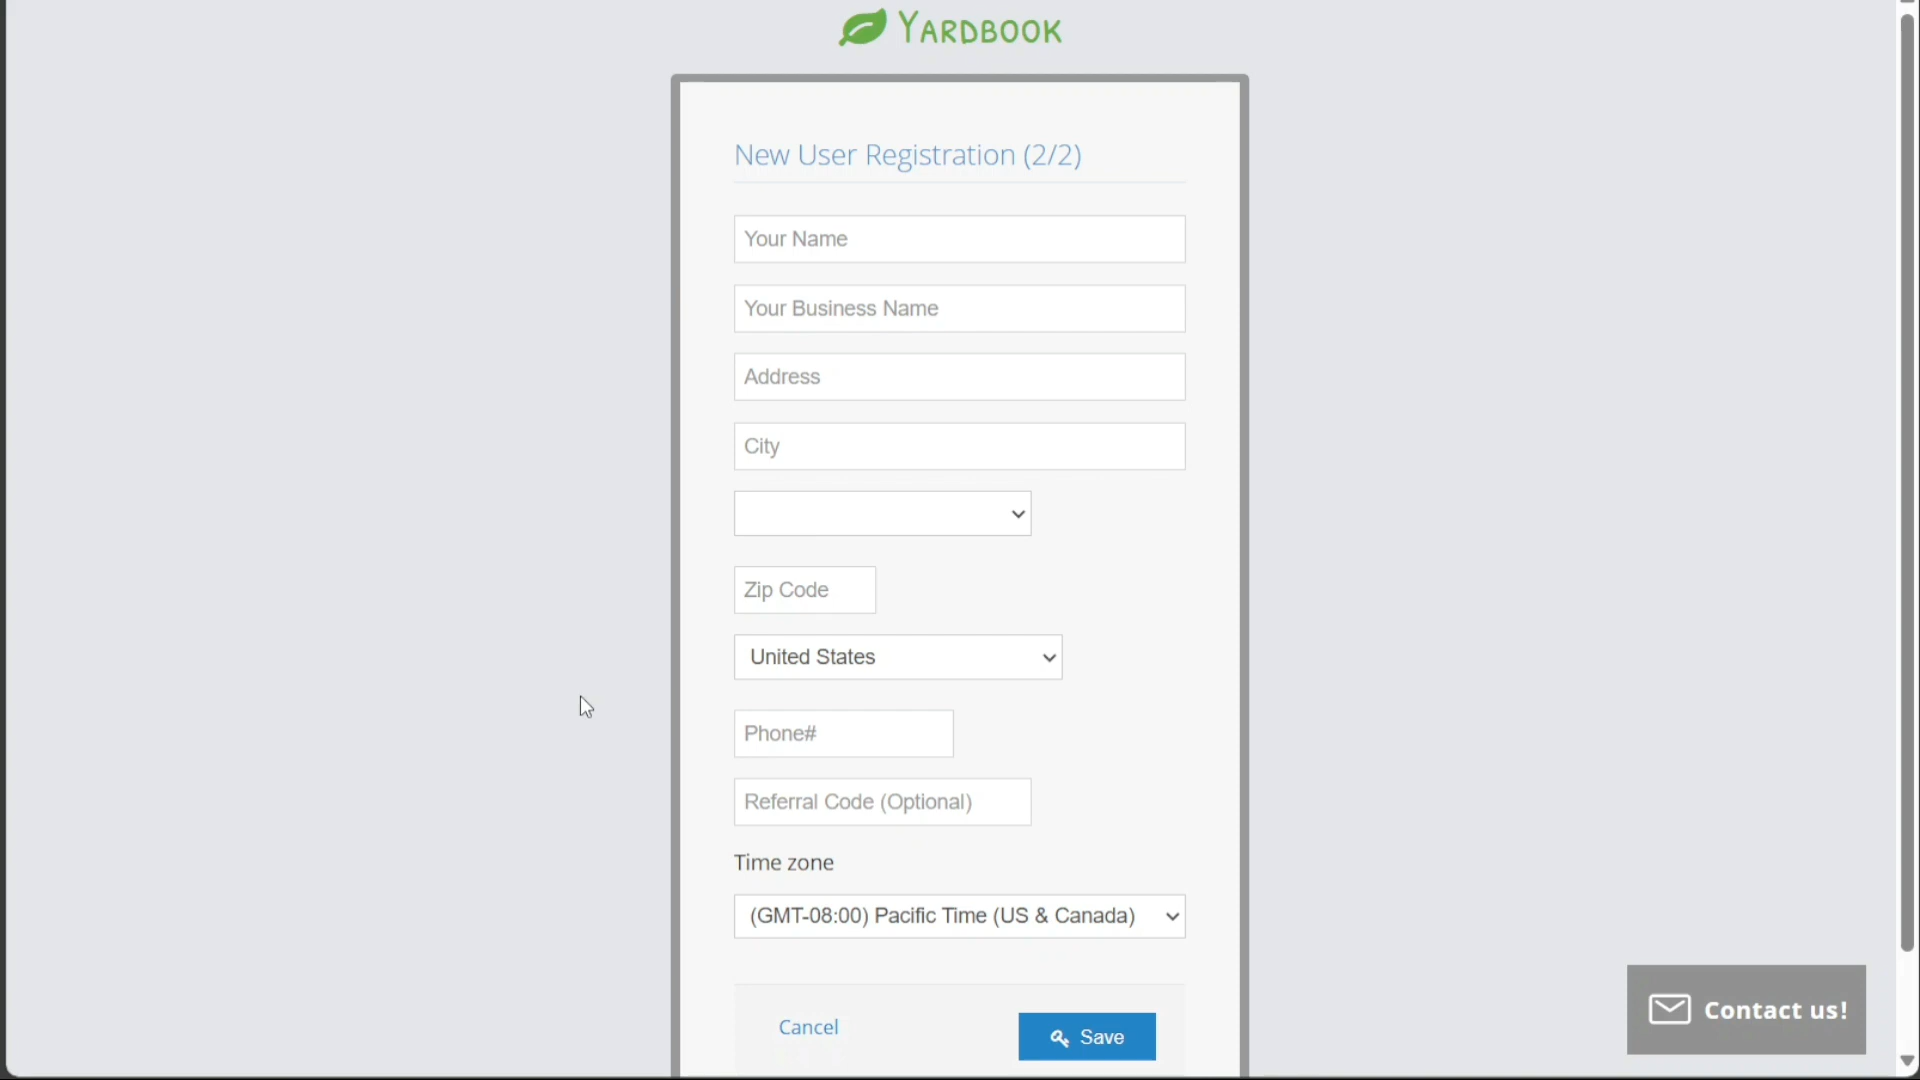 YARDBOOK
New User Registration (2/2)
Your Name
Your Business Name
Address
City
Zip Code
United States
Phone#
Referral Code (Optional)
Time zone
(GMT-08:00) Pacific Time (US & Canada)
Cancel
Save
Contact us!